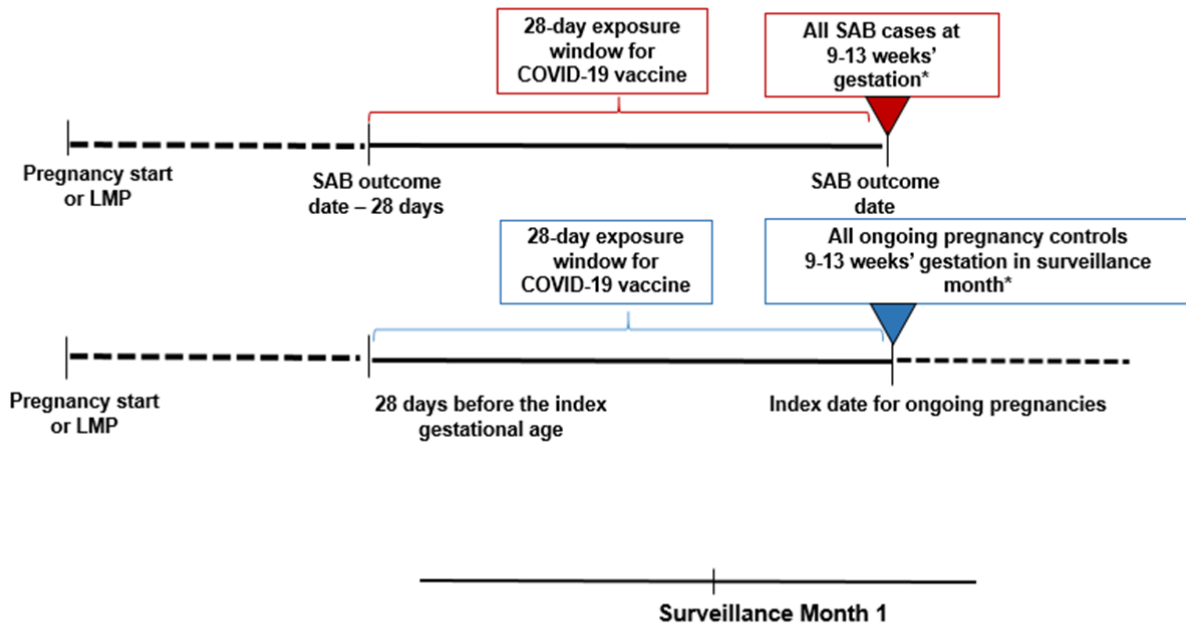 28-day exposure
window for
COVID-19 vaccine
All SAB cases at
9-13 weeks’
gestation*
Pregnancy start
or LMP
SAB outcome
date – 28 days
SAB outcome
date
28-day exposure
window for
COVID-19 vaccine
All ongoing pregnancy controls
9-13 weeks’ gestation in surveillance
month*
Pregnancy start
or LMP
28 days before the index
gestational age
Index date for ongoing pregnancies
Surveillance Month 1